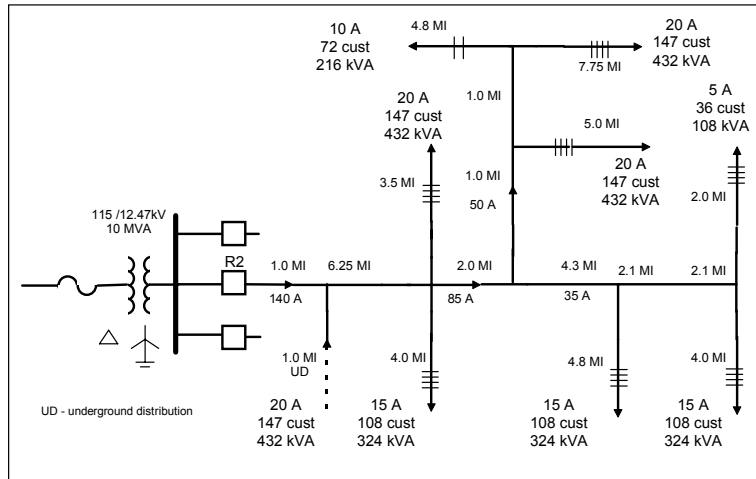 10 A
72 cust
216 kVA
4.8 MI
20 A
147 cust
432 kVA
7.75 MI
20 A
147 cust
432 kVA
1.0 MI
5 A
36 cust
108 kVA
5.0 MI
20 A
147 cust
432 kVA
3.5 MI
1.0 MI
50 A
2.0 MI
115 /12.47kV
10 MVA
R2
1.0 MI
140 A
6.25 MI
2.0 MI
85 A
4.3 MI
35 A
2.1 MI
2.1 MI
1.0 MI
UD
4.0 MI
4.8 MI
4.0 MI
UD - underground distribution
20 A
147 cust
432 kVA
15 A
108 cust
324 kVA
15 A
108 cust
324 kVA
15 A
108 cust
324 kVA